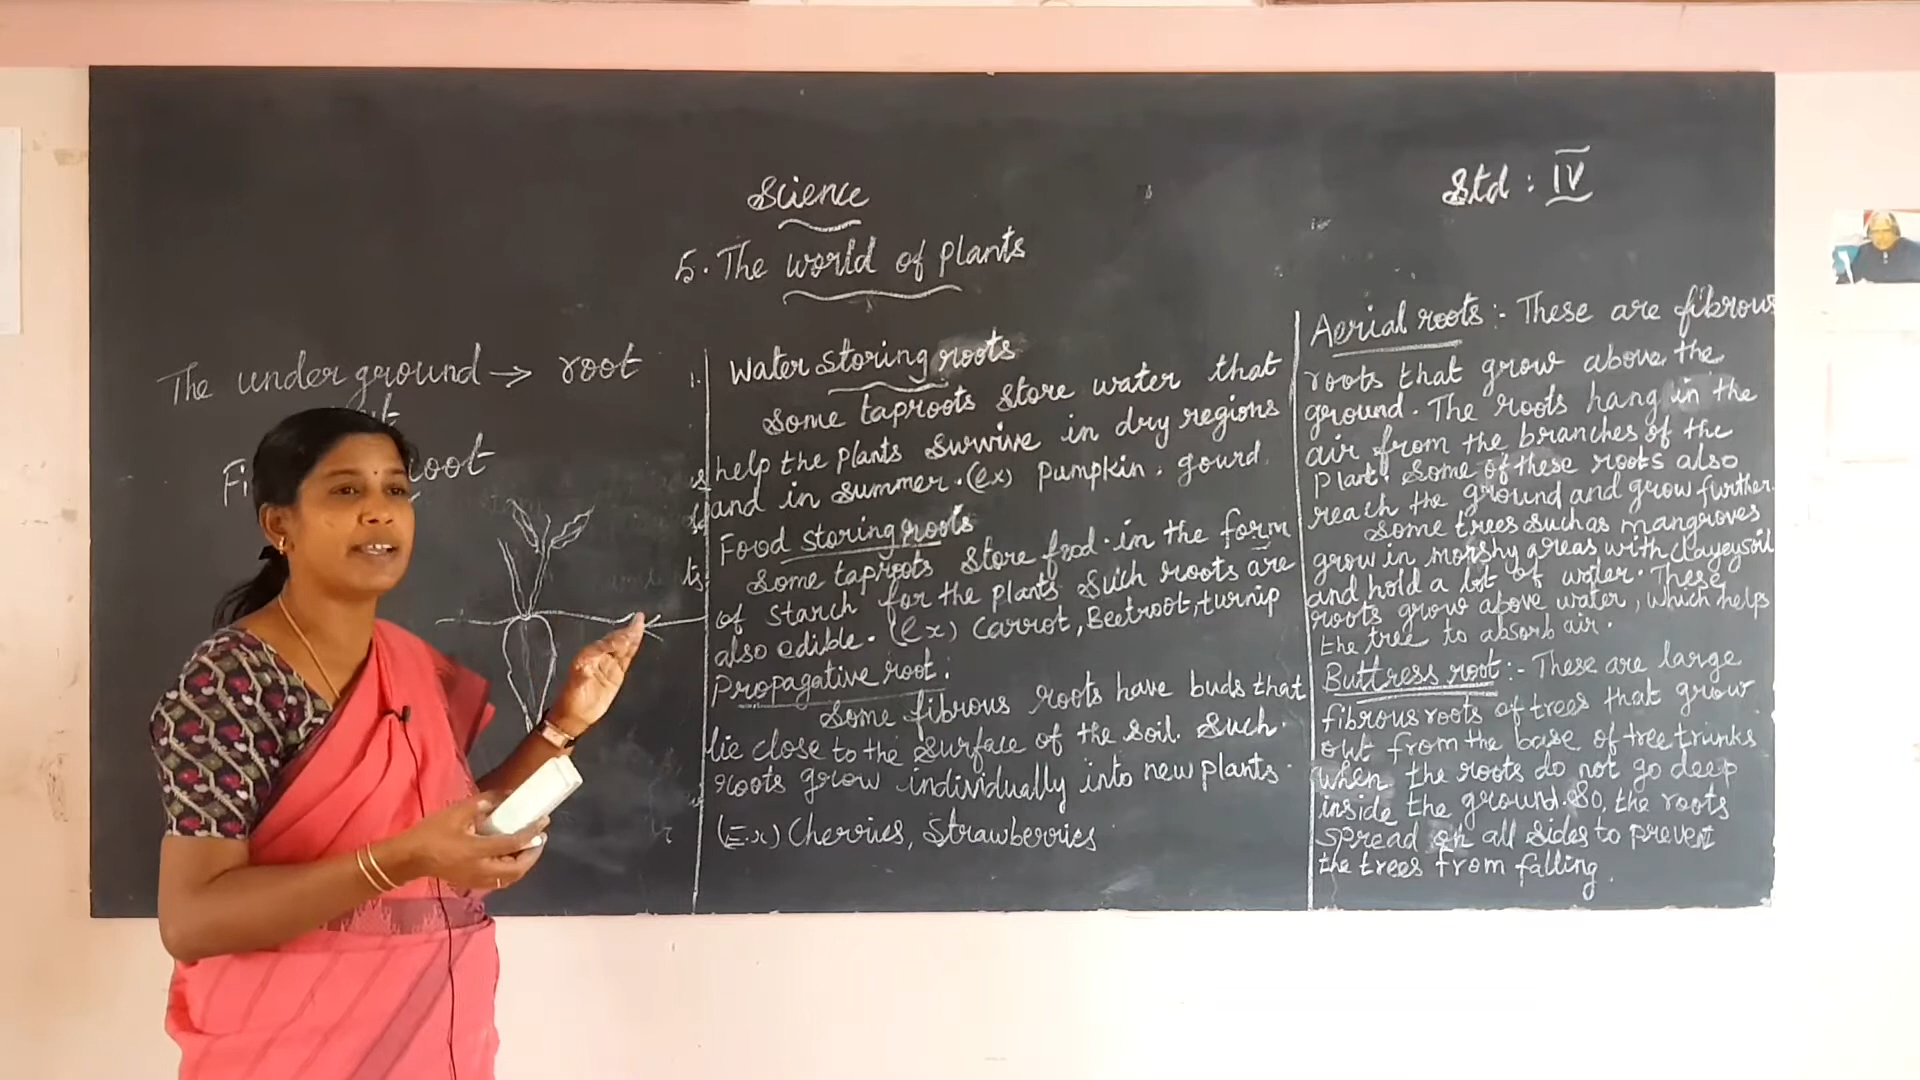 Science
Std : IV
5. The world of plants
The underground → root
root
Water storing roots
Some taproots store water that
help the plants survive in dry regions
and in summer. (ex) Pumpkin, gourd.
Food storing roots
Some taproots store food in the form
of starch for the plants such roots are
also edible. (Ex) Carrot, Beetroot, turnip
Propagative root:
Some fibrous roots have buds that
lie close to the surface of the soil. Such
roots grow individually into new plants.
(E.x) Cherries, Strawberries
Aerial roots :- These are fibrous
roots that grow above the
ground. The roots hang in the
air from the branches of the
Plant. Some of these roots also
reach the ground and grow further.
Some trees such as mangroves
grow in marshy areas with clayey soil
and hold a lot of water. These
roots grow above water, which helps
the tree to absorb air.
Buttress root :- These are large
fibrous roots of trees that grow
out from the base of tree trunks
when the roots do not go deep
inside the ground. So, the roots
spread on all sides to prevent
the trees from falling.